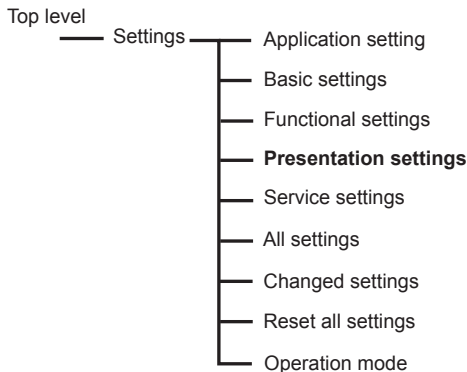 Top level
Settings
Application setting
Basic settings
Functional settings
Presentation settings
Service settings
All settings
Changed settings
Reset all settings
Operation mode